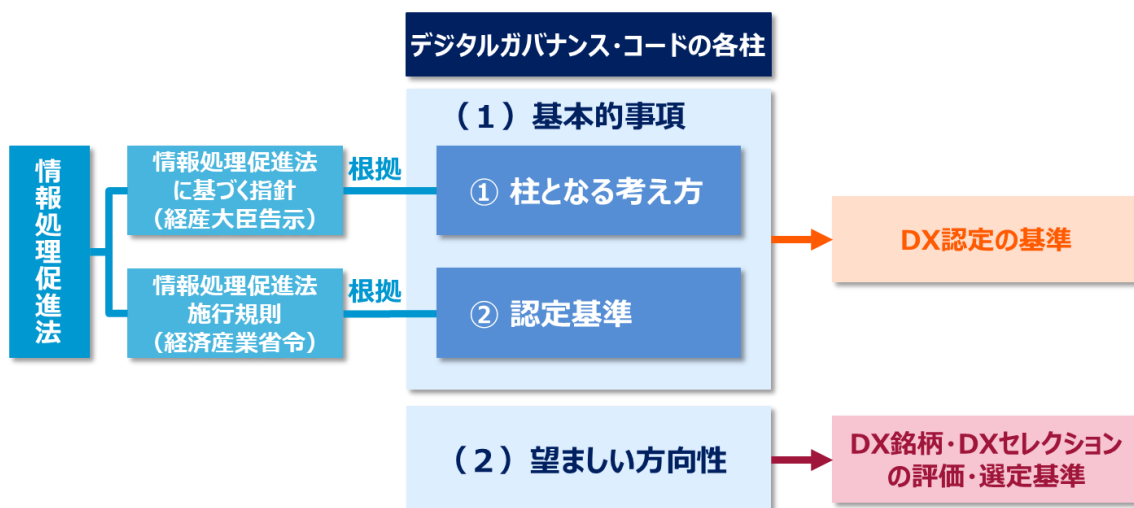 デジタルガバナンス・コードの各柱
（１）基本的事項
情報処理促進法
情報処理促進法
に基づく指針
（経産大臣告示）
根拠
① 柱となる考え方
情報処理促進法
施行規則
（経済産業省令）
根拠
② 認定基準
DX認定の基準
（２）望ましい方向性
DX銘柄・DXセレクション
の評価・選定基準